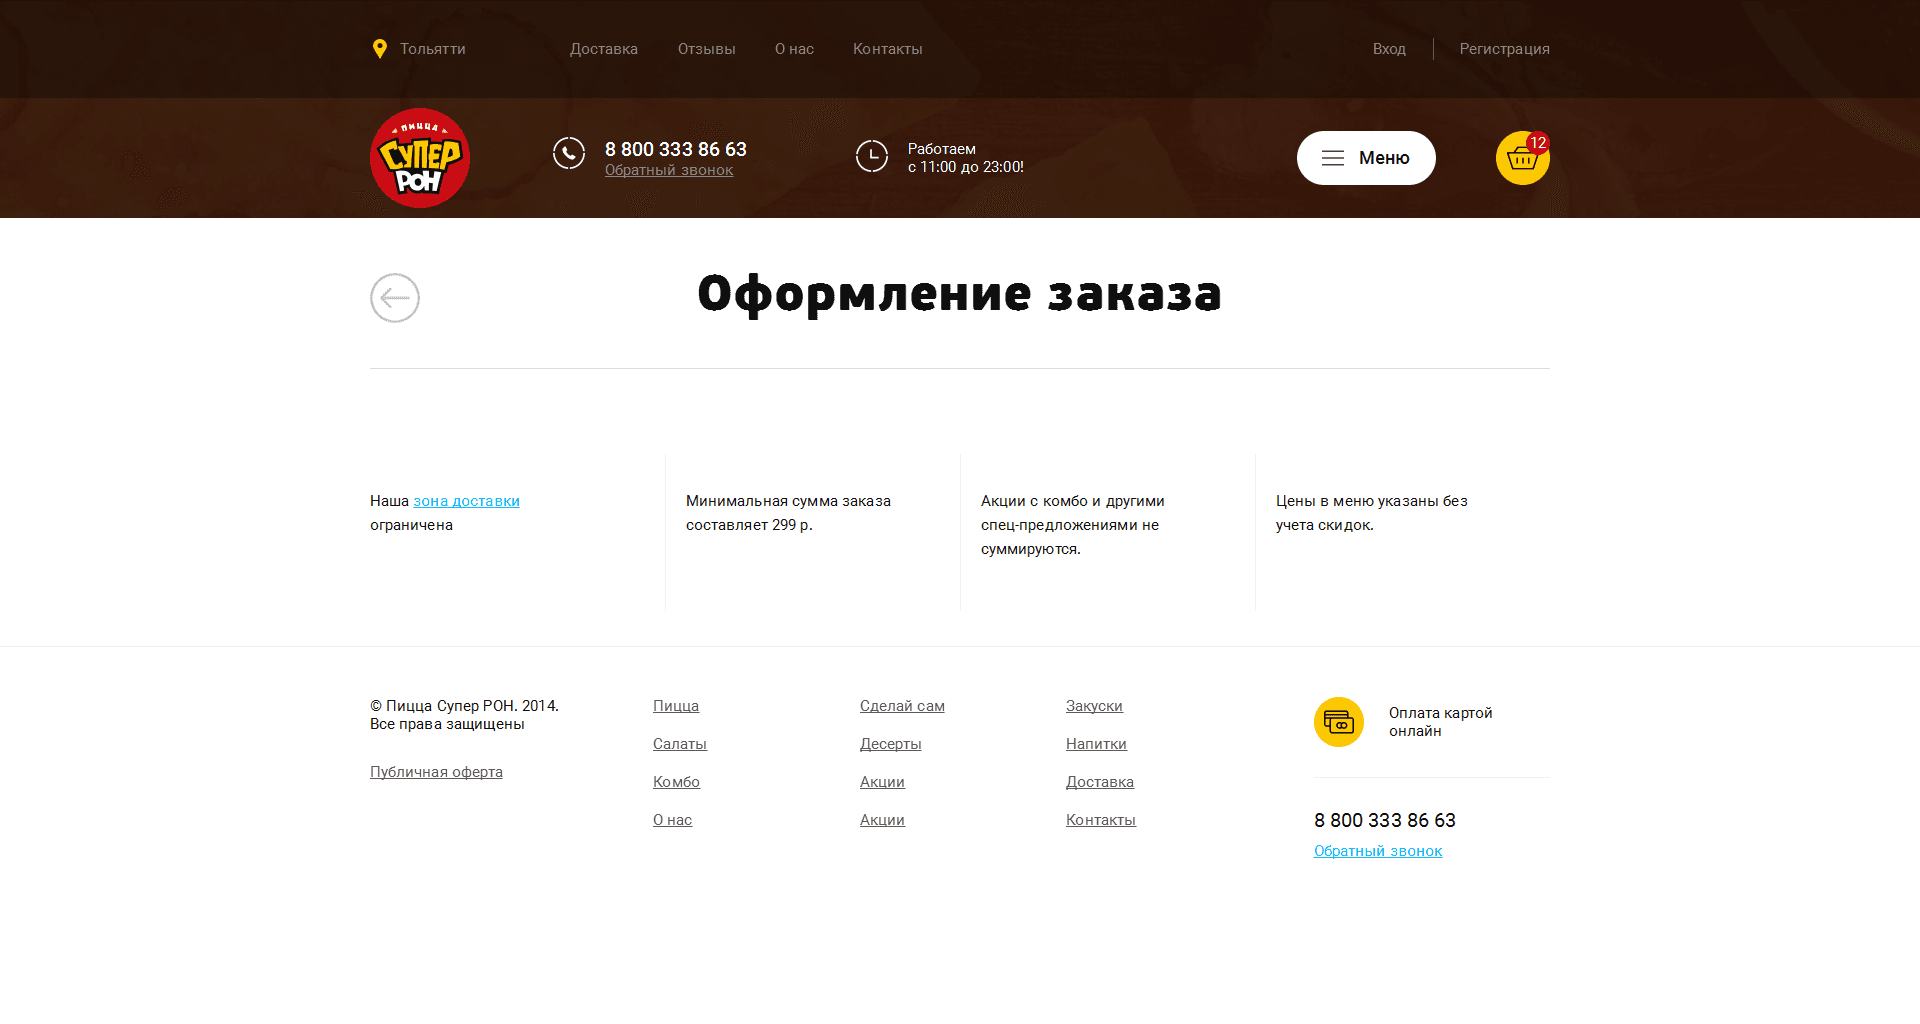 Тольятти
Доставка
Отзывы
О нас
Контакты
Вход
Регистрация
ПИЦЦА
СУПЕР
РОН
8 800 333 86 63
Обратный звонок
Работаем
с 11:00 до 23:00!
Меню
12
Оформление заказа
Наша зона доставки
ограничена
Минимальная сумма заказа
составляет 299 р.
Акции с комбо и другими
спец-предложениями не
суммируются.
Цены в меню указаны без
учета скидок.
© Пицца Супер РОН. 2014.
Все права защищены
Публичная оферта
Пицца
Салаты
Комбо
О нас
Сделай сам
Десерты
Акции
Акции
Закуски
Напитки
Доставка
Контакты
Оплата картой
онлайн
8 800 333 86 63
Обратный звонок